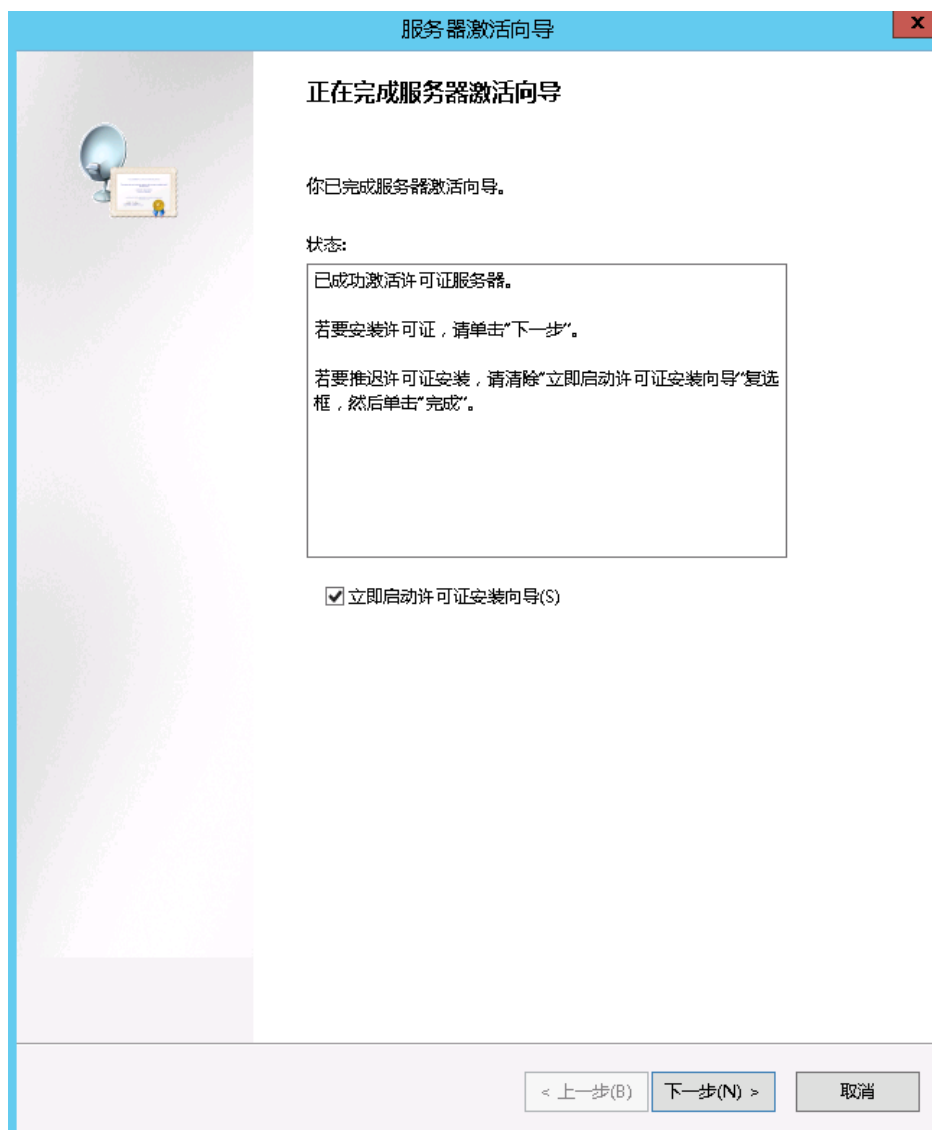 服务器激活向导
x
正在完成服务器激活向导
你已完成服务器激活向导。
状态:
已成功激活许可证服务器。
若要安装许可证，请单击"下一步"。
若要推迟许可证安装，请清除"立即启动许可证安装向导"复选
框，然后单击"完成"。
立即启动许可证安装向导(S)
< 上一步(B)
下一步(N) >
取消